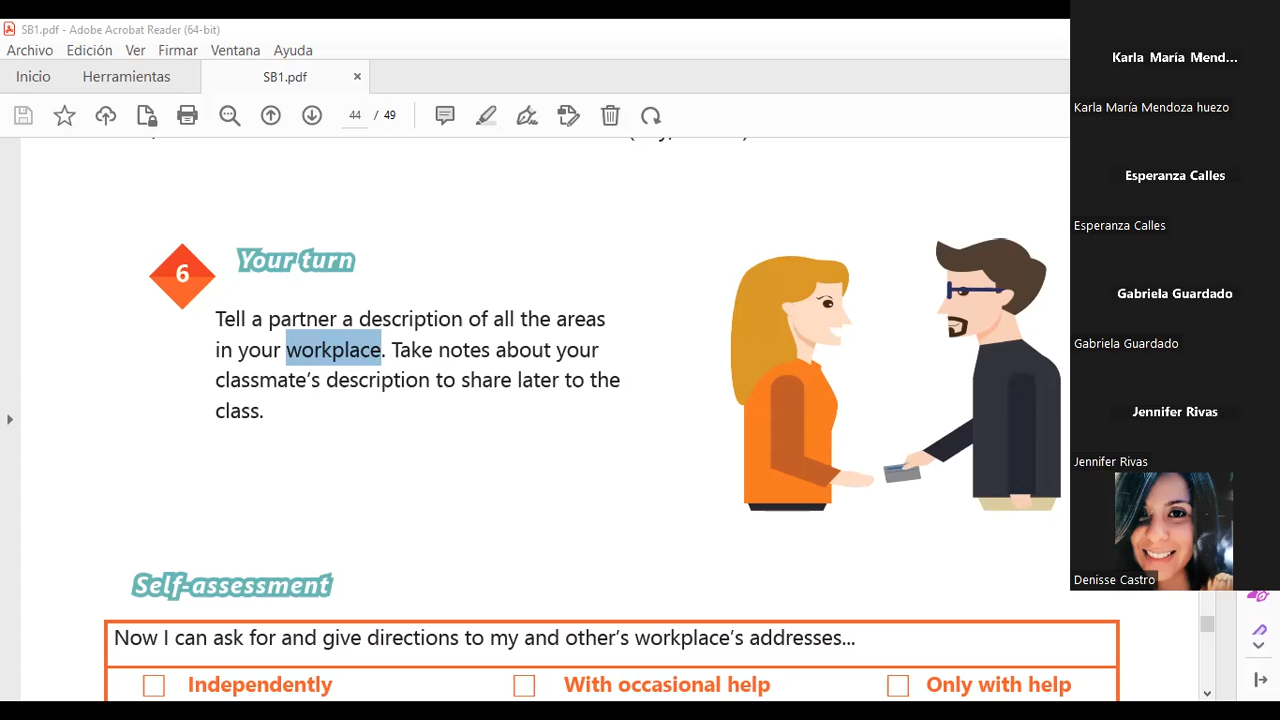 SB1.pdf - Adobe Acrobat Reader (64-bit)
Archivo Edición Ver Firmar Ventana Ayuda
Inicio Herramientas SB1.pdf ×
44 / 49
6
Your turn
Tell a partner a description of all the areas
in your workplace. Take notes about your
classmate's description to share later to the
class.
Self-assessment
Now I can ask for and give directions to my and other's workplace's addresses...
Independently With occasional help Only with help
Karla María Mend...
Karla María Mendoza huezo
Esperanza Calles
Esperanza Calles
Gabriela Guardado
Gabriela Guardado
Jennifer Rivas
Jennifer Rivas
Denisse Castro